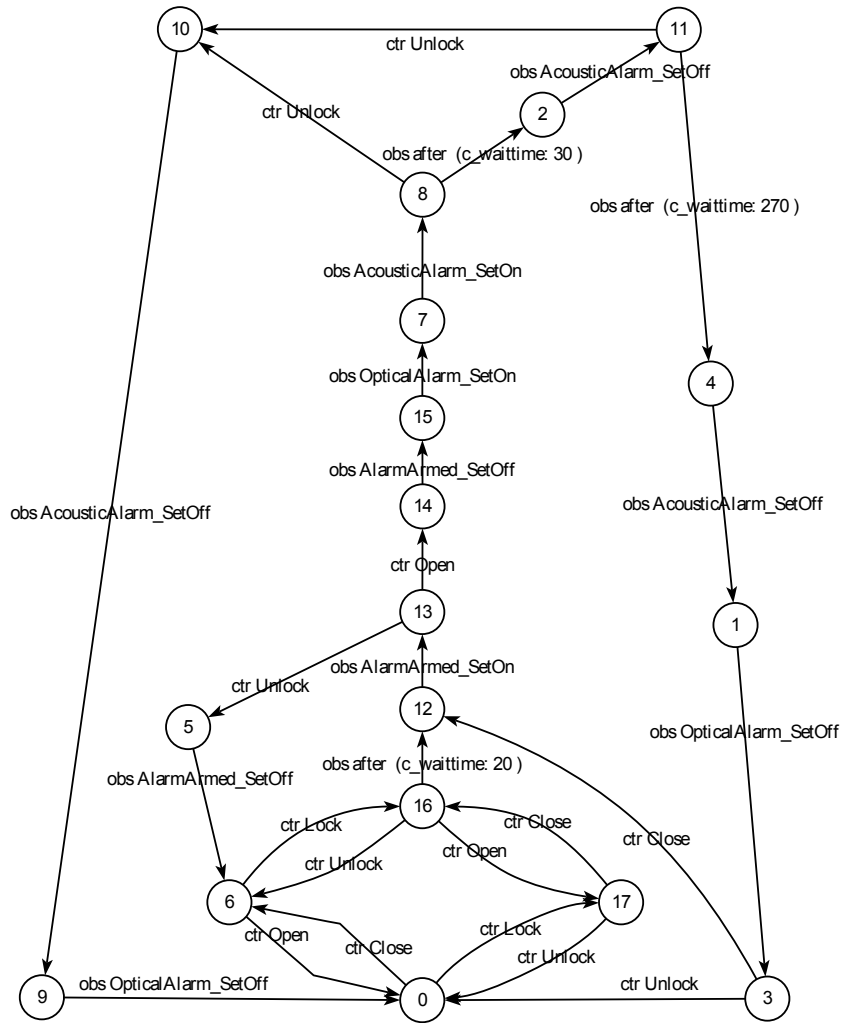 10
11
ctr Unlock
obs AcousticAlarm_SetOff
2
ctr Unlock
obs after (c_waittime: 30 )
8
obs after (c_waittime: 270 )
obs AcousticAlarm_SetOn
7
obs OpticalAlarm_SetOn
4
15
obs AlarmArmed_SetOff
14
obs AcousticAlarm_SetOff
obs AcousticAlarm_SetOff
ctr Open
13
1
obs AlarmArmed_SetOn
ctr Unlock
12
5
obs OpticalAlarm_SetOff
obs after (c_waittime: 20 )
obs AlarmArmed_SetOff
16
ctr Lock
ctr Close
ctr Close
ctr Unlock
ctr Open
6
17
ctr Open
ctr Lock
ctr Close
ctr Unlock
obs OpticalAlarm_SetOff
ctr Unlock
9
0
3